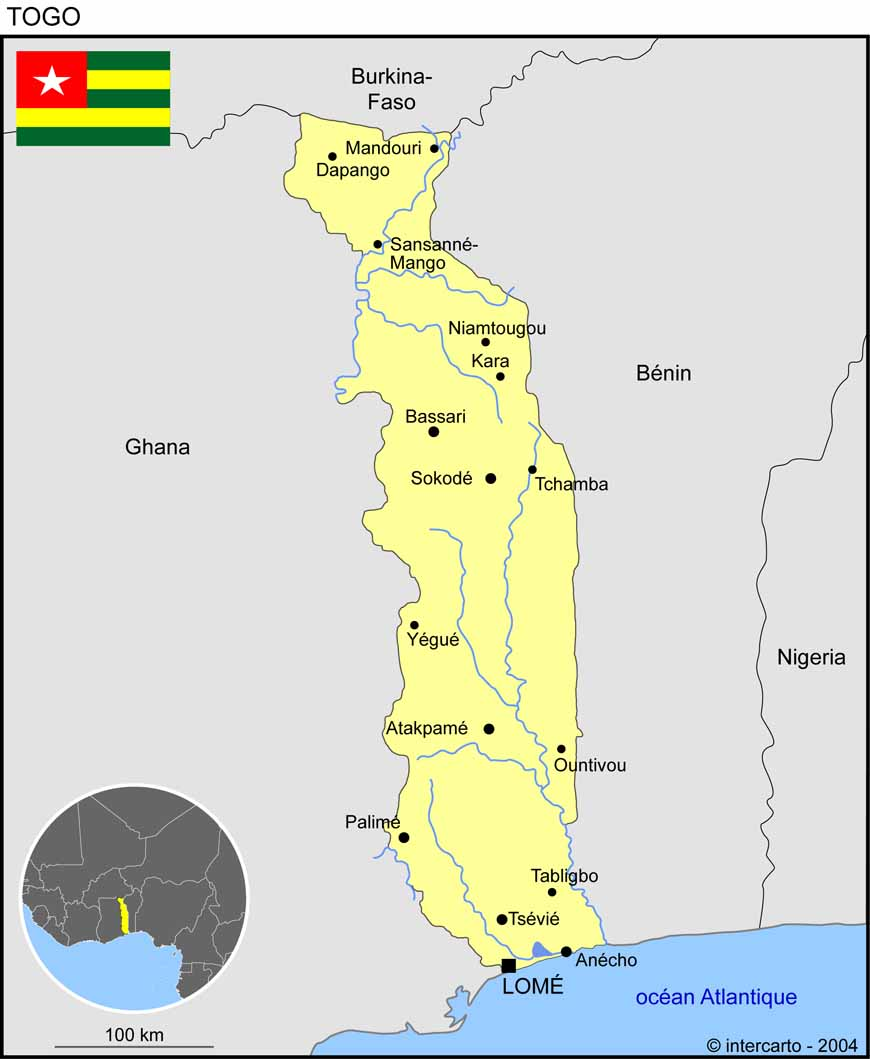 TOGO
Burkina-
Faso
Mandouri
Dapango
Sansanné-
Mango
Niamtougou
Kara
Bénin
Bassari
Ghana
Sokodé
Tchamba
Yégué
Nigeria
Atakpamé
Ountivou
Palimé
Tabligbo
Tsévié
Anécho
LOMÉ
océan Atlantique
100 km
© intercarto - 2004